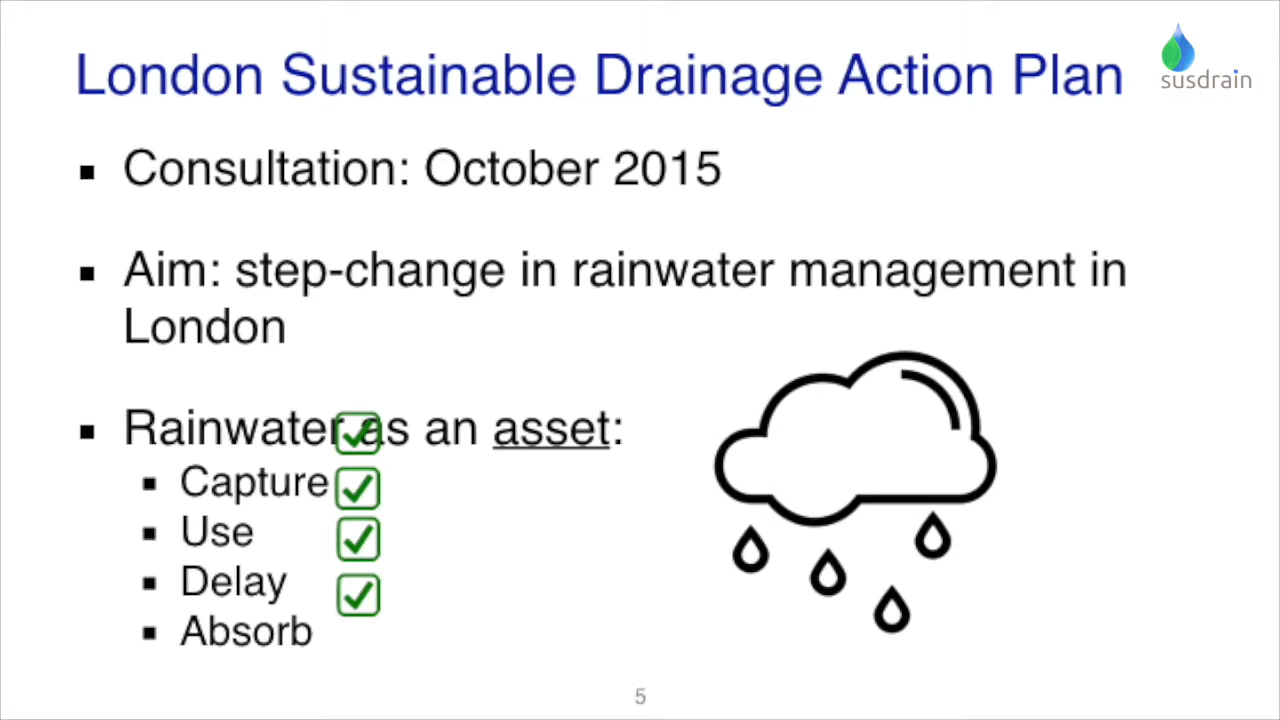 London Sustainable Drainage Action Plan
susdrain
▪ Consultation: October 2015
▪ Aim: step-change in rainwater management in
London
▪ Rainwater as an asset:
▪ Capture
▪ Use
▪ Delay
▪ Absorb
5